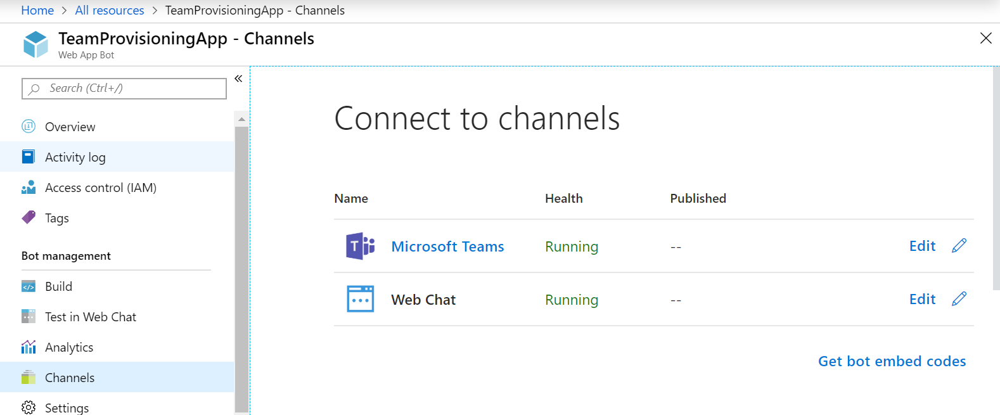 Home > All resources > TeamProvisioningApp - Channels
TeamProvisioningApp - Channels
Web App Bot
Search (Ctrl+/)
«
Overview
Activity log
Access control (IAM)
Tags
Bot management
Build
Test in Web Chat
Analytics
Channels
Settings
Connect to channels
Name Health Published
T Microsoft Teams Running -- Edit
Web Chat Running -- Edit
Get bot embed codes